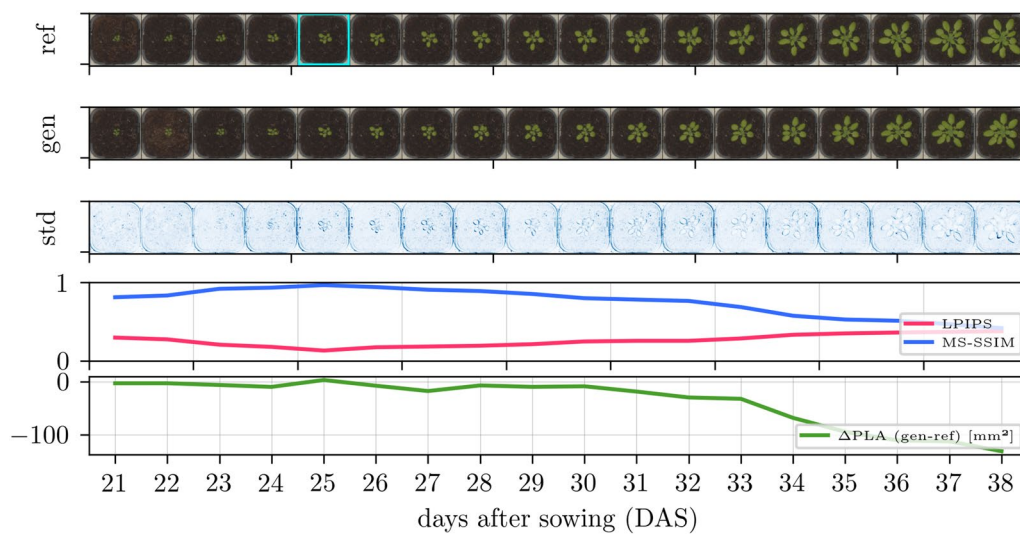 ref
gen
std
1
0
LPIPS
MS-SSIM
0
−100
ΔPLA (gen-ref) [mm²]
21 22 23 24 25 26 27 28 29 30 31 32 33 34 35 36 37 38
days after sowing (DAS)